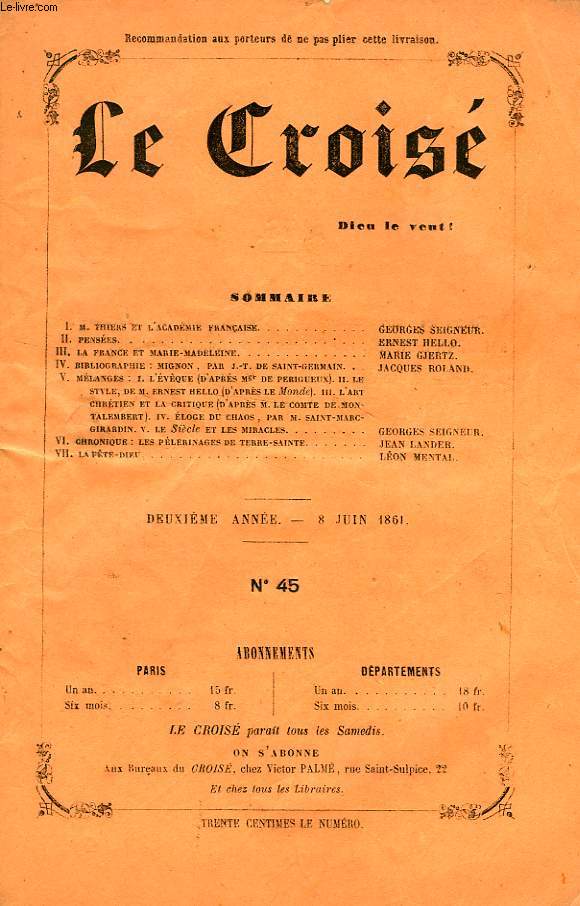 Le-livre.com
Recommandation aux porteurs de ne pas plier cette livraison.
Le Croisé
Dieu le veut!
SOMMAIRE
I. M. THIERS ET L'ACADÉMIE FRANÇAISE. . . . . . . . . . . . GEORGES SEIGNEUR.
II. PENSÉES. . . . . . . . . . . . ERNEST HELLO.
III. LA FRANCE ET MARIE-MADELEINE. . . . . . . . . . . . MARIE GJERTZ.
IV. BIBLIOGRAPHIE : MIGNON, PAR J.-T. DE SAINT-GERMAIN. . . JACQUES ROLAND.
V. MÉLANGES : I. L'ÉVÊQUE (D'APRÈS Mgr DE PERIGUEUX). II. LE
STYLE, DE M. ERNEST HELLO (D'APRÈS LE Monde). III. L'ART
CHRÉTIEN ET LA CRITIQUE (D'APRÈS M. LE COMTE DE MON-
TALEMBERT). IV. ÉLOGE DU CHAOS, PAR M. SAINT-MARC-
GIRARDIN. V. LE Siècle ET LES MIRACLES. . . . . . . . . GEORGES SEIGNEUR.
VI. CHRONIQUE : LES PÈLERINAGES DE TERRE-SAINTE. . . . . . . JEAN LANDER.
VII. LA FÊTE-DIEU . . . . . . . . . . . . LÉON MENTAL.
DEUXIÉME ANNÉE. — 8 JUIN 1861.
N° 45
ABONNEMENTS
PARIS DÉPARTEMENTS
Un an. . . . . . . . . . 15 fr. Un an. . . . . . . . . . 18 fr.
Six mois. . . . . . . . 8 fr. Six mois. . . . . . . . 10 fr.
LE CROISÉ paraît tous les Samedis.
ON S'ABONNE
Aux Bureaux du CROISÉ, chez Victor PALMÉ, rue Saint-Sulpice, 22
Et chez tous les Libraires.
TRENTE CENTIMES LE NUMÉRO.